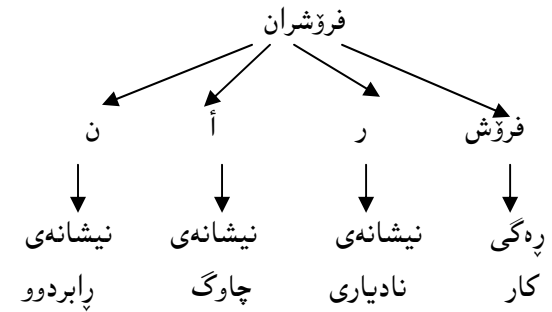 فرۆشران
فرۆش ر أ ن
ڕەگی نیشانەی نیشانەی نیشانەی
کار نادیاری چاوگ ڕابردوو